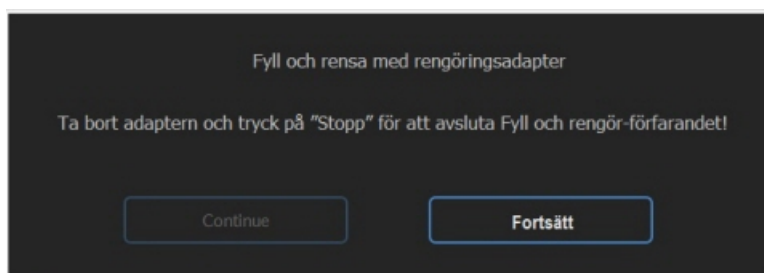 Fyll och rensa med rengöringsadapter
Ta bort adaptern och tryck på ”Stopp” för att avsluta Fyll och rengör-förfarandet!
Continue
Fortsätt